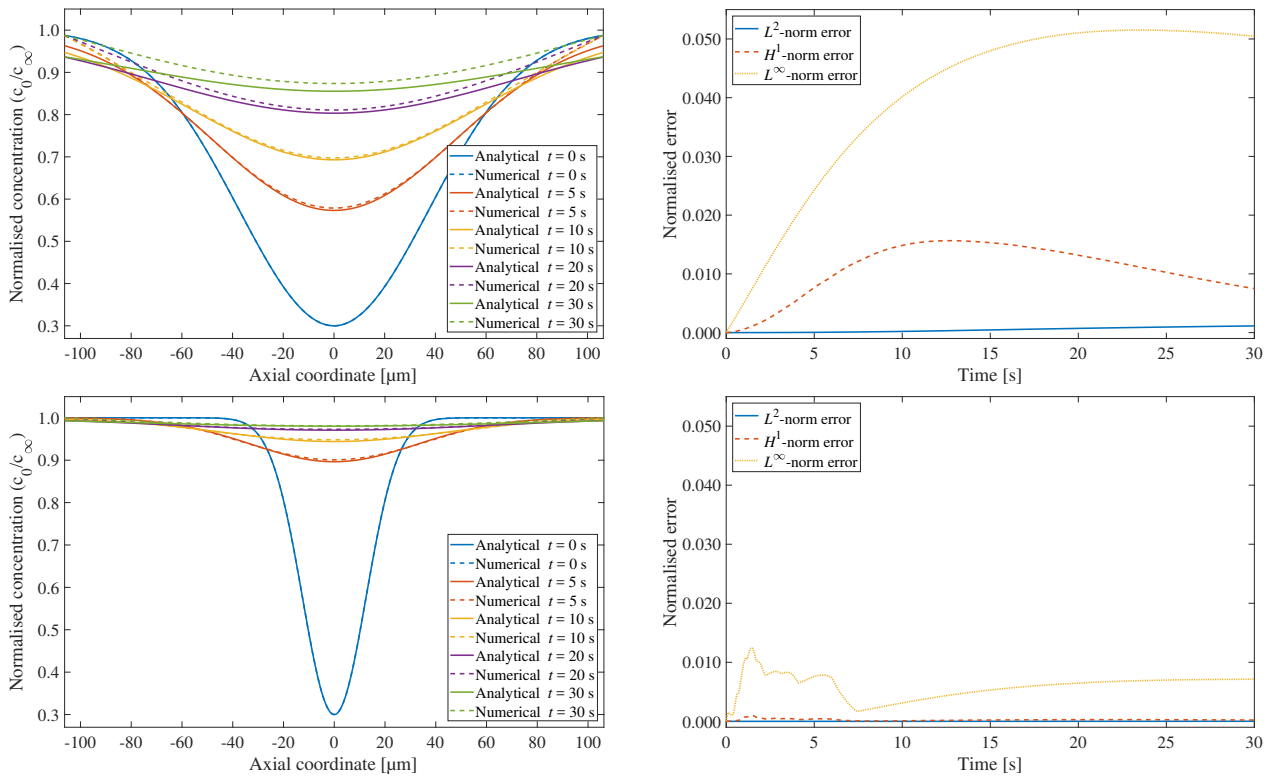 Normalised concentration (c0/c∞)
1.0
0.9
0.8
0.7
0.6
0.5
0.4
0.3
Analytical t = 0 s
Numerical t = 0 s
Analytical t = 5 s
Numerical t = 5 s
Analytical t = 10 s
Numerical t = 10 s
Analytical t = 20 s
Numerical t = 20 s
Analytical t = 30 s
Numerical t = 30 s
-100 -80 -60 -40 -20 0 20 40 60 80 100
Axial coordinate [µm]
Normalised error
0.050
0.040
0.030
0.020
0.010
0.000
L²-norm error
H¹-norm error
L∞-norm error
0 5 10 15 20 25 30
Time [s]
Normalised concentration (c0/c∞)
1.0
0.9
0.8
0.7
0.6
0.5
0.4
0.3
Analytical t = 0 s
Numerical t = 0 s
Analytical t = 5 s
Numerical t = 5 s
Analytical t = 10 s
Numerical t = 10 s
Analytical t = 20 s
Numerical t = 20 s
Analytical t = 30 s
Numerical t = 30 s
-100 -80 -60 -40 -20 0 20 40 60 80 100
Axial coordinate [µm]
Normalised error
0.050
0.040
0.030
0.020
0.010
0.000
L²-norm error
H¹-norm error
L∞-norm error
0 5 10 15 20 25 30
Time [s]